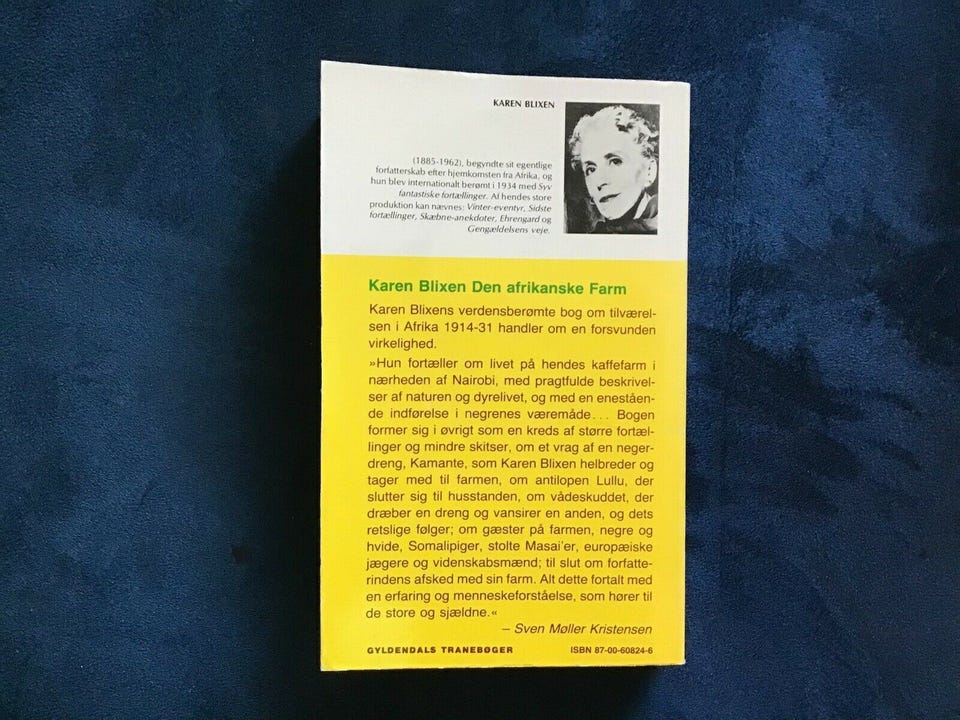 KAREN BLIXEN
(1885-1962), begyndte sit egentlige
forfatterskab efter hjemkomsten fra Afrika, og
hun blev internationalt berømt i 1934 med Syv
fantastiske fortællinger. Af hendes store
produktion kan nævnes: Vinter-eventyr, Sidste
fortællinger, Skæbne-anekdoter, Ehrengard og
Gengældelsens veje.
Karen Blixen Den afrikanske Farm
Karen Blixens verdensberømte bog om tilværel-
sen i Afrika 1914-31 handler om en forsvunden
virkelighed.
»Hun fortæller om livet på hendes kaffefarm i
nærheden af Nairobi, med pragtfulde beskrivel-
ser af naturen og dyrelivet, og med en eneståen-
de indførelse i negrenes væremåde... Bogen
former sig i øvrigt som en kreds af større fortæl-
linger og mindre skitser, om et vrag af en neger-
dreng, Kamante, som Karen Blixen helbreder og
tager med til farmen, om antilopen Lullu, der
slutter sig til husstanden, om vådeskuddet, der
dræber en dreng og vansirer en anden, og dets
retslige følger; om gæster på farmen, negre og
hvide, Somalipiger, stolte Masai'er, europæiske
jægere og videnskabsmænd; til slut om forfatte-
rindens afsked med sin farm. Alt dette fortalt med
en erfaring og menneskeforståelse, som hører til
de store og sjældne.«
– Sven Møller Kristensen
GYLDENDALS TRANEBØGER ISBN 87-00-60824-6